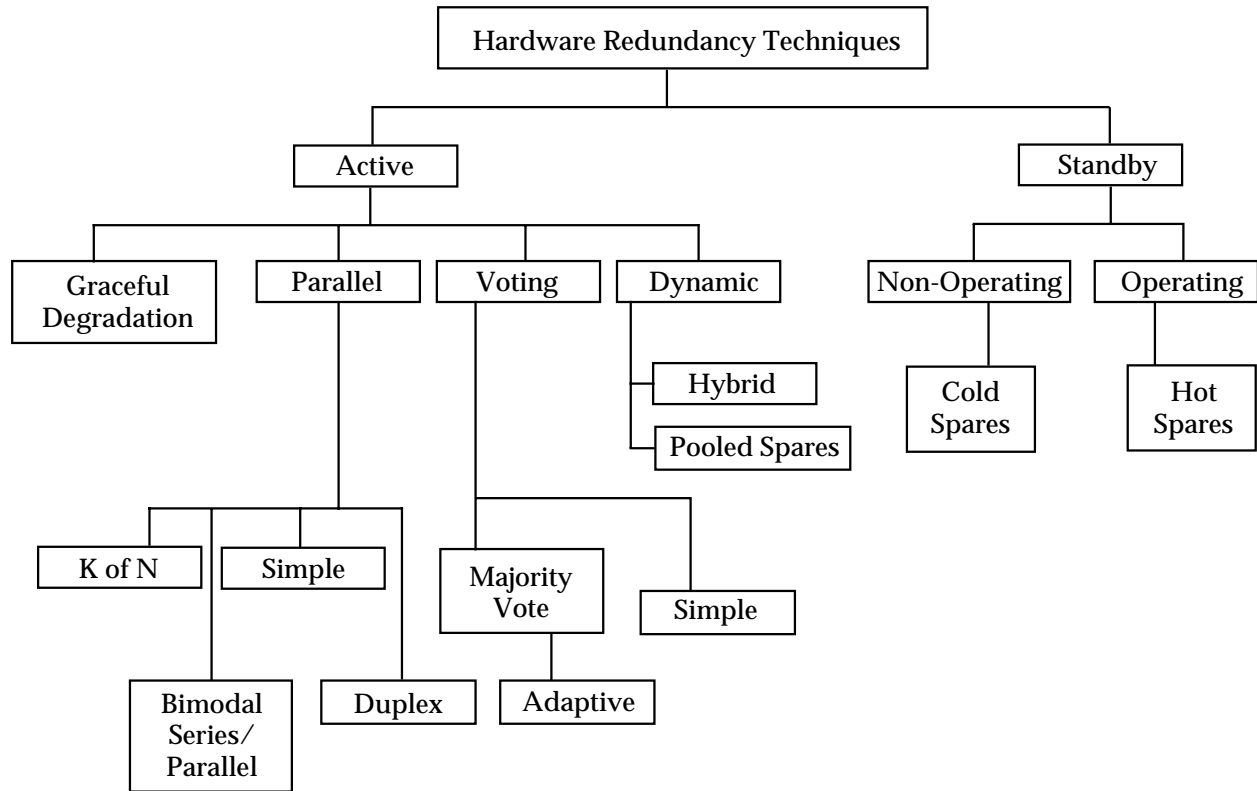 Hardware Redundancy Techniques
Active
Standby
Graceful
Degradation
Parallel
Voting
Dynamic
Non-Operating
Operating
Hybrid
Pooled Spares
Cold
Spares
Hot
Spares
K of N
Simple
Majority
Vote
Simple
Bimodal
Series/
Parallel
Duplex
Adaptive